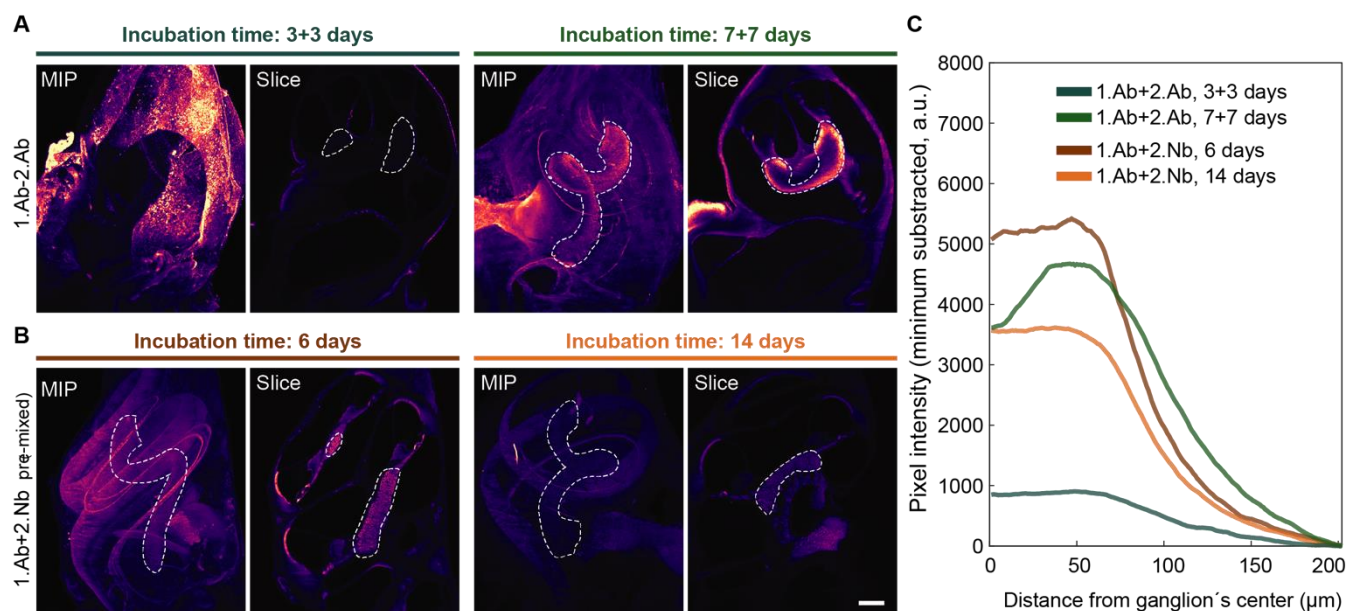 A
Incubation time: 3+3 days
Incubation time: 7+7 days
MIP
Slice
MIP
Slice
1.Ab-2.Ab
B
Incubation time: 6 days
Incubation time: 14 days
MIP
Slice
MIP
Slice
1.Ab+2.Nb pre-mixed)
C
8000
7000
6000
5000
4000
3000
2000
1000
0
Pixel intensity (minimum substracted, a.u.)
1.Ab+2.Ab, 3+3 days
1.Ab+2.Ab, 7+7 days
1.Ab+2.Nb, 6 days
1.Ab+2.Nb, 14 days
0
50
100
150
200
Distance from ganglion´s center (µm)